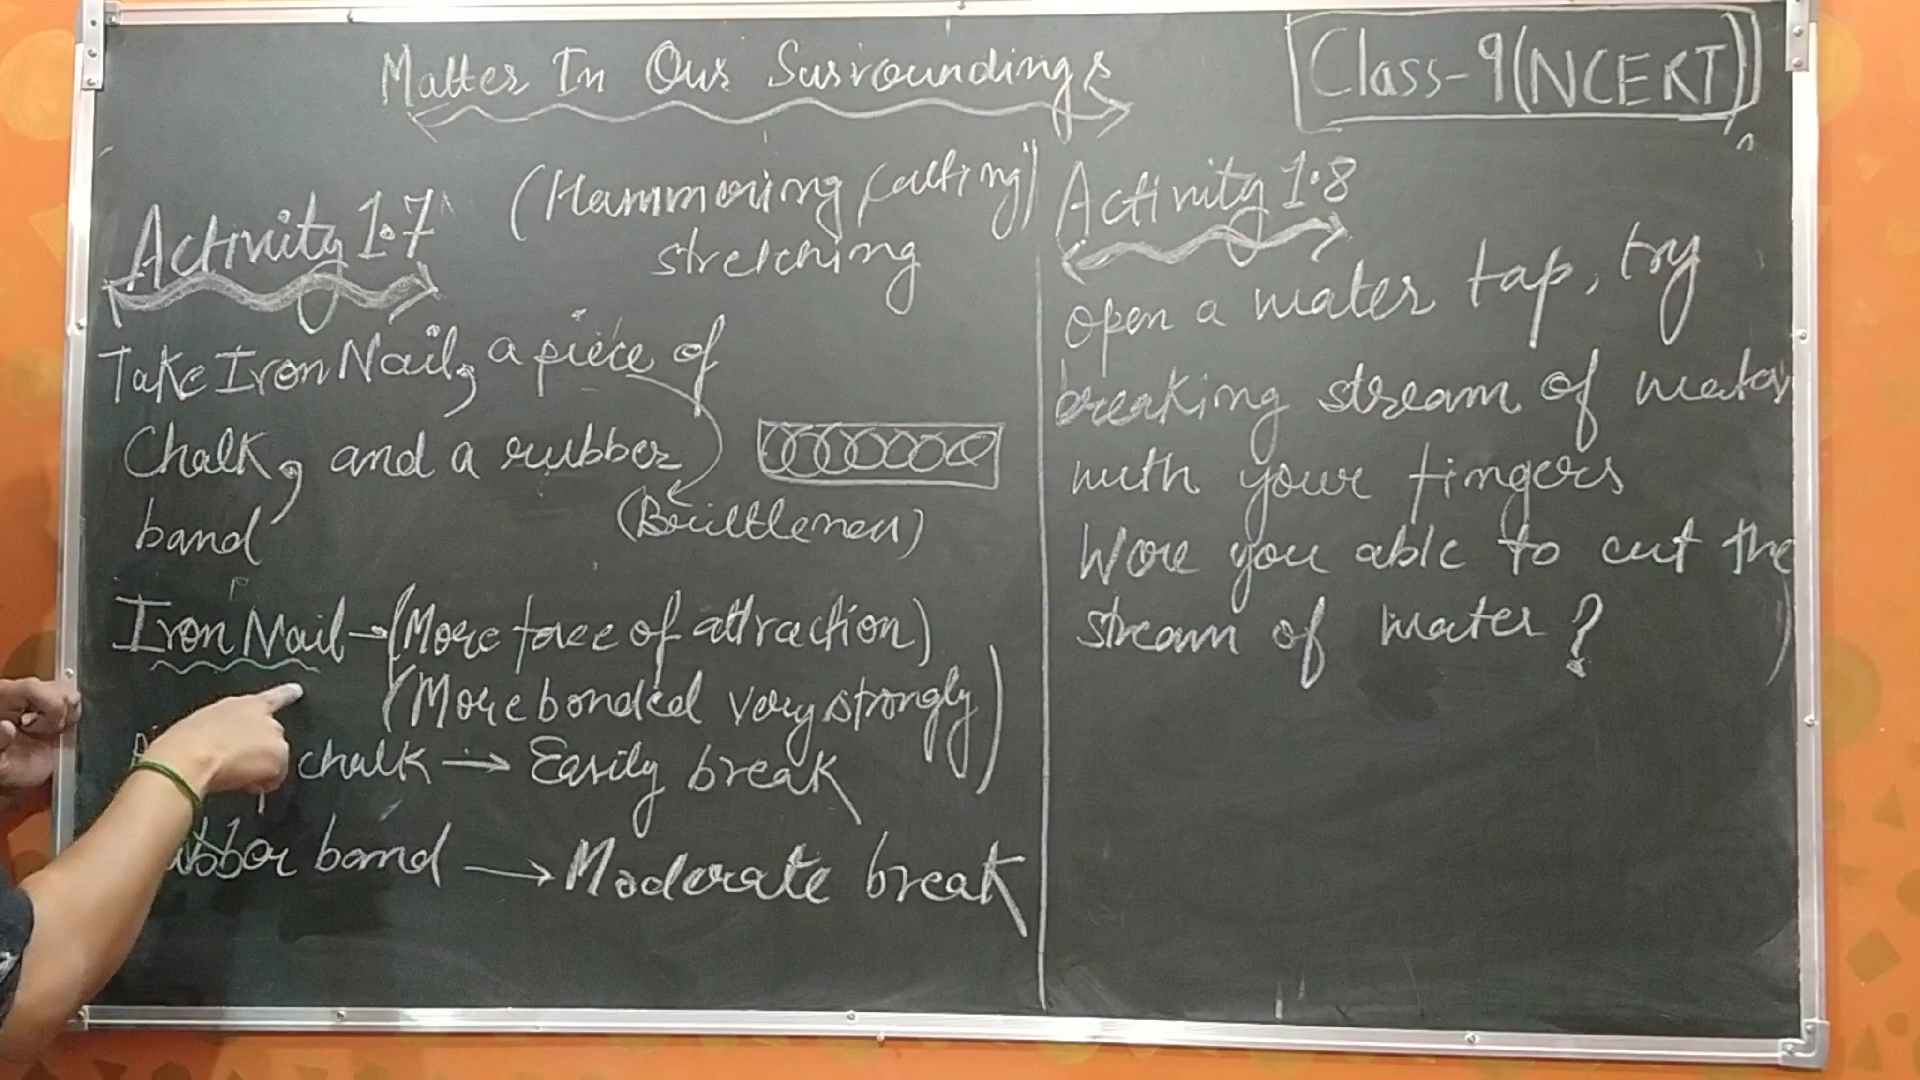 Matter In Our Surroundings
Class-9(NCERT)
Activity 1.7
(Hammering, cutting)
stretching
Take Iron Nail, a piece of
Chalk, and a rubber
band
(Brittleness)
Iron Nail→(More force of attraction)
(More bonded very strongly)
chalk → Easily break
Rubber band → Moderate break
Activity 1.8
open a water tap, try
breaking stream of water
with your fingers
Were you able to cut the
stream of water?